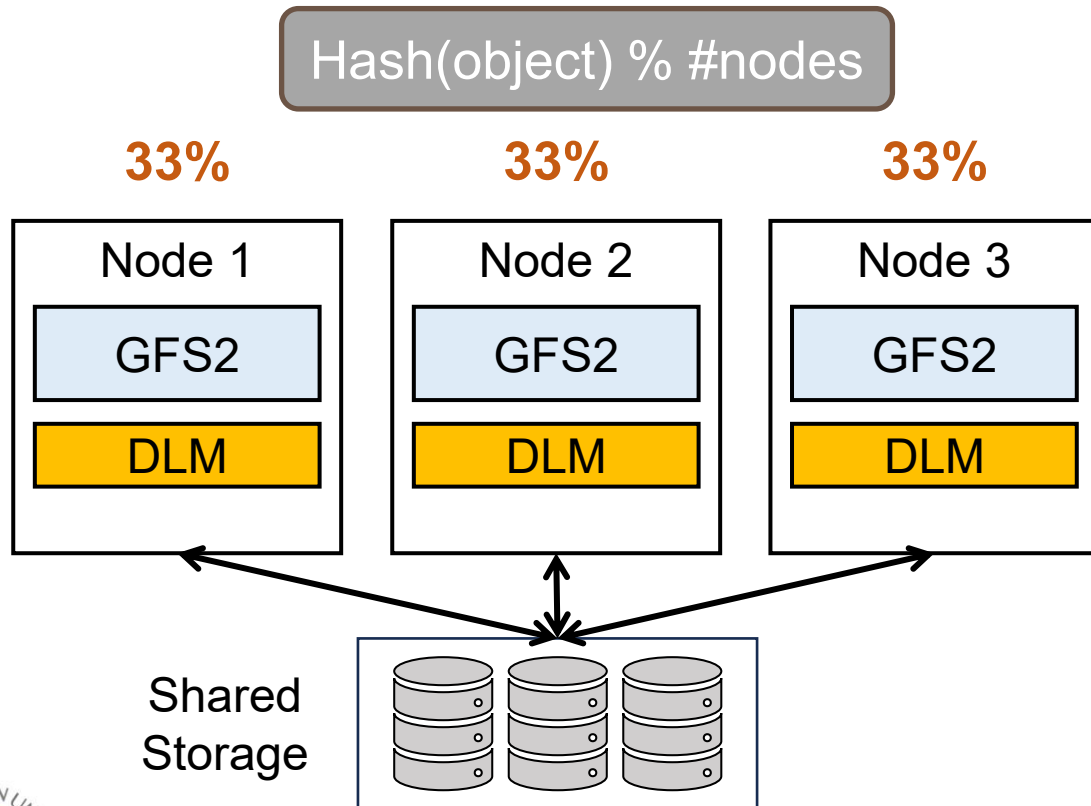 Hash(object) % #nodes
33% 33% 33%
Node 1 Node 2 Node 3
GFS2 GFS2 GFS2
DLM DLM DLM
Shared
Storage